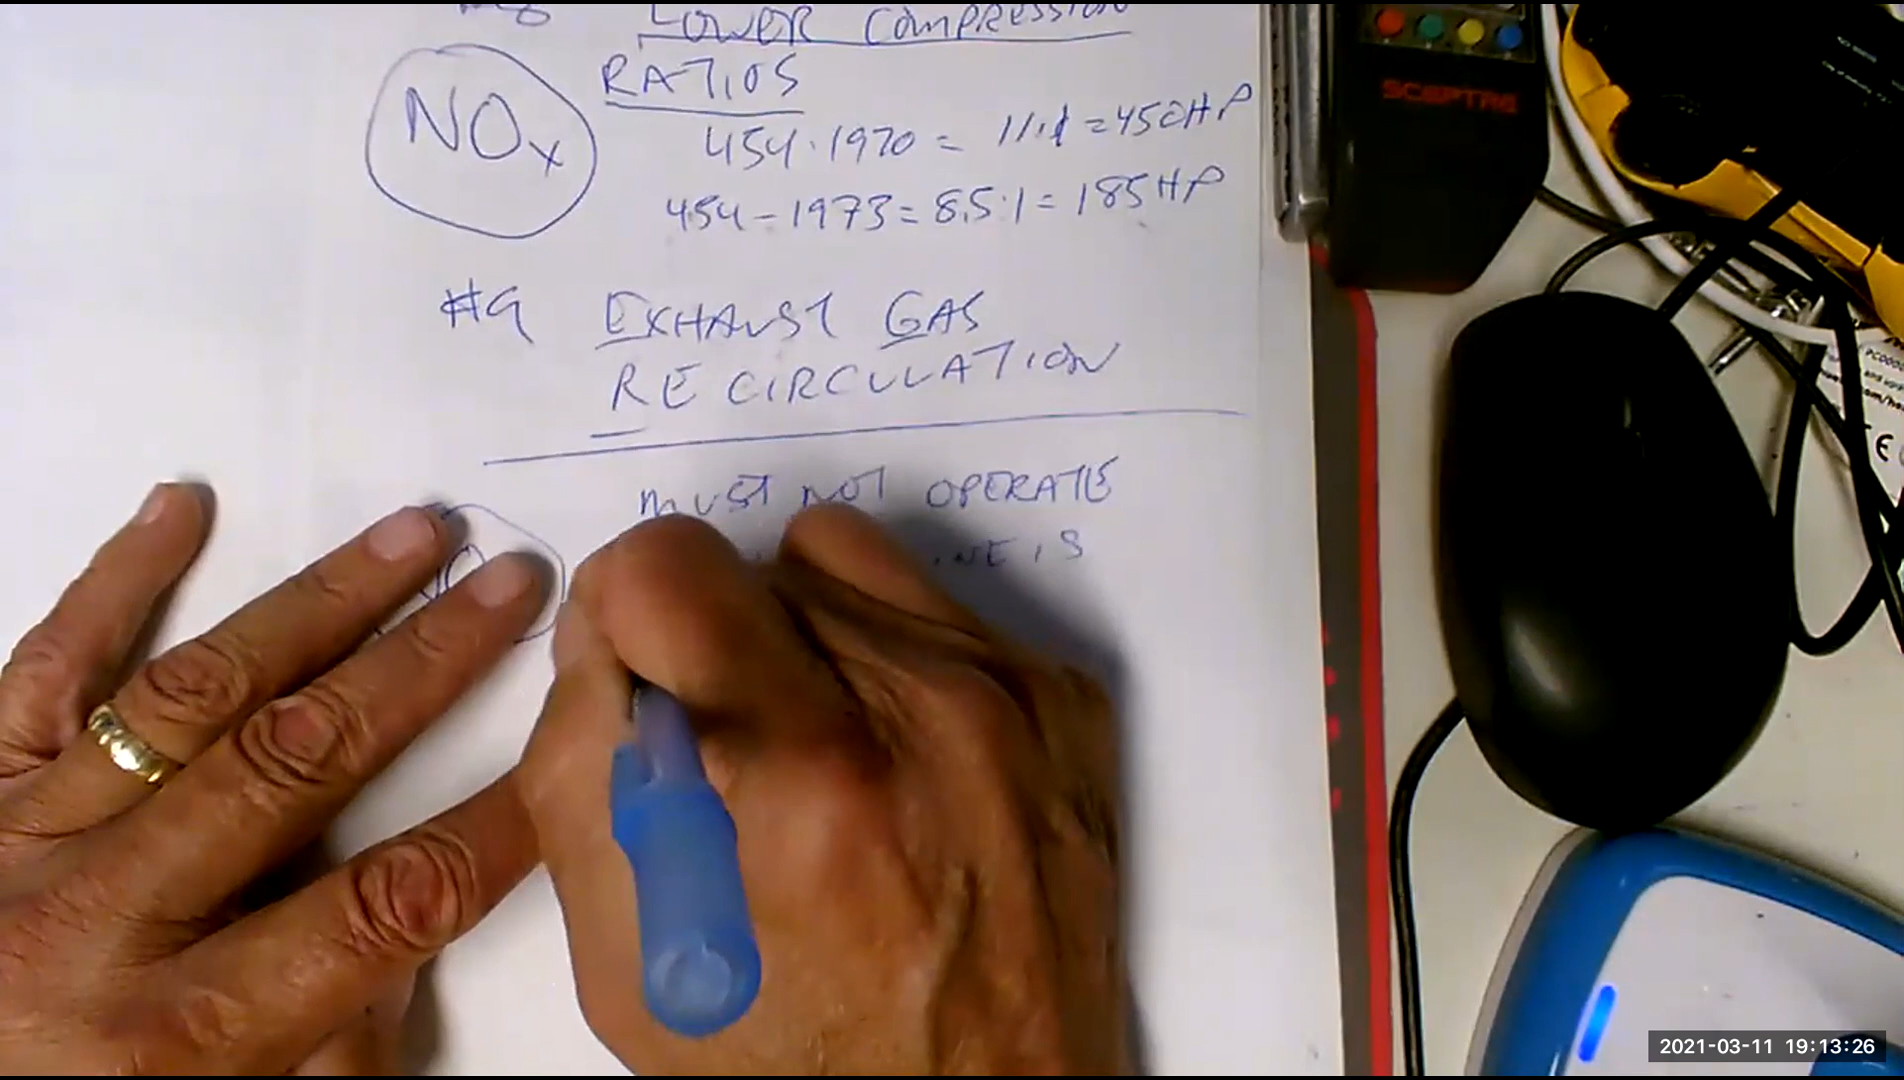 LOWER COMPRESSION
RATIOS
NOx
454·1970 = 11:1 = 450HP
454-1973 = 8.5:1 = 185HP
#9 EXHAUST GAS
RECIRCULATION
MUST NOT OPERATE
IS
SCEPTRE
2021-03-11 19:13:26